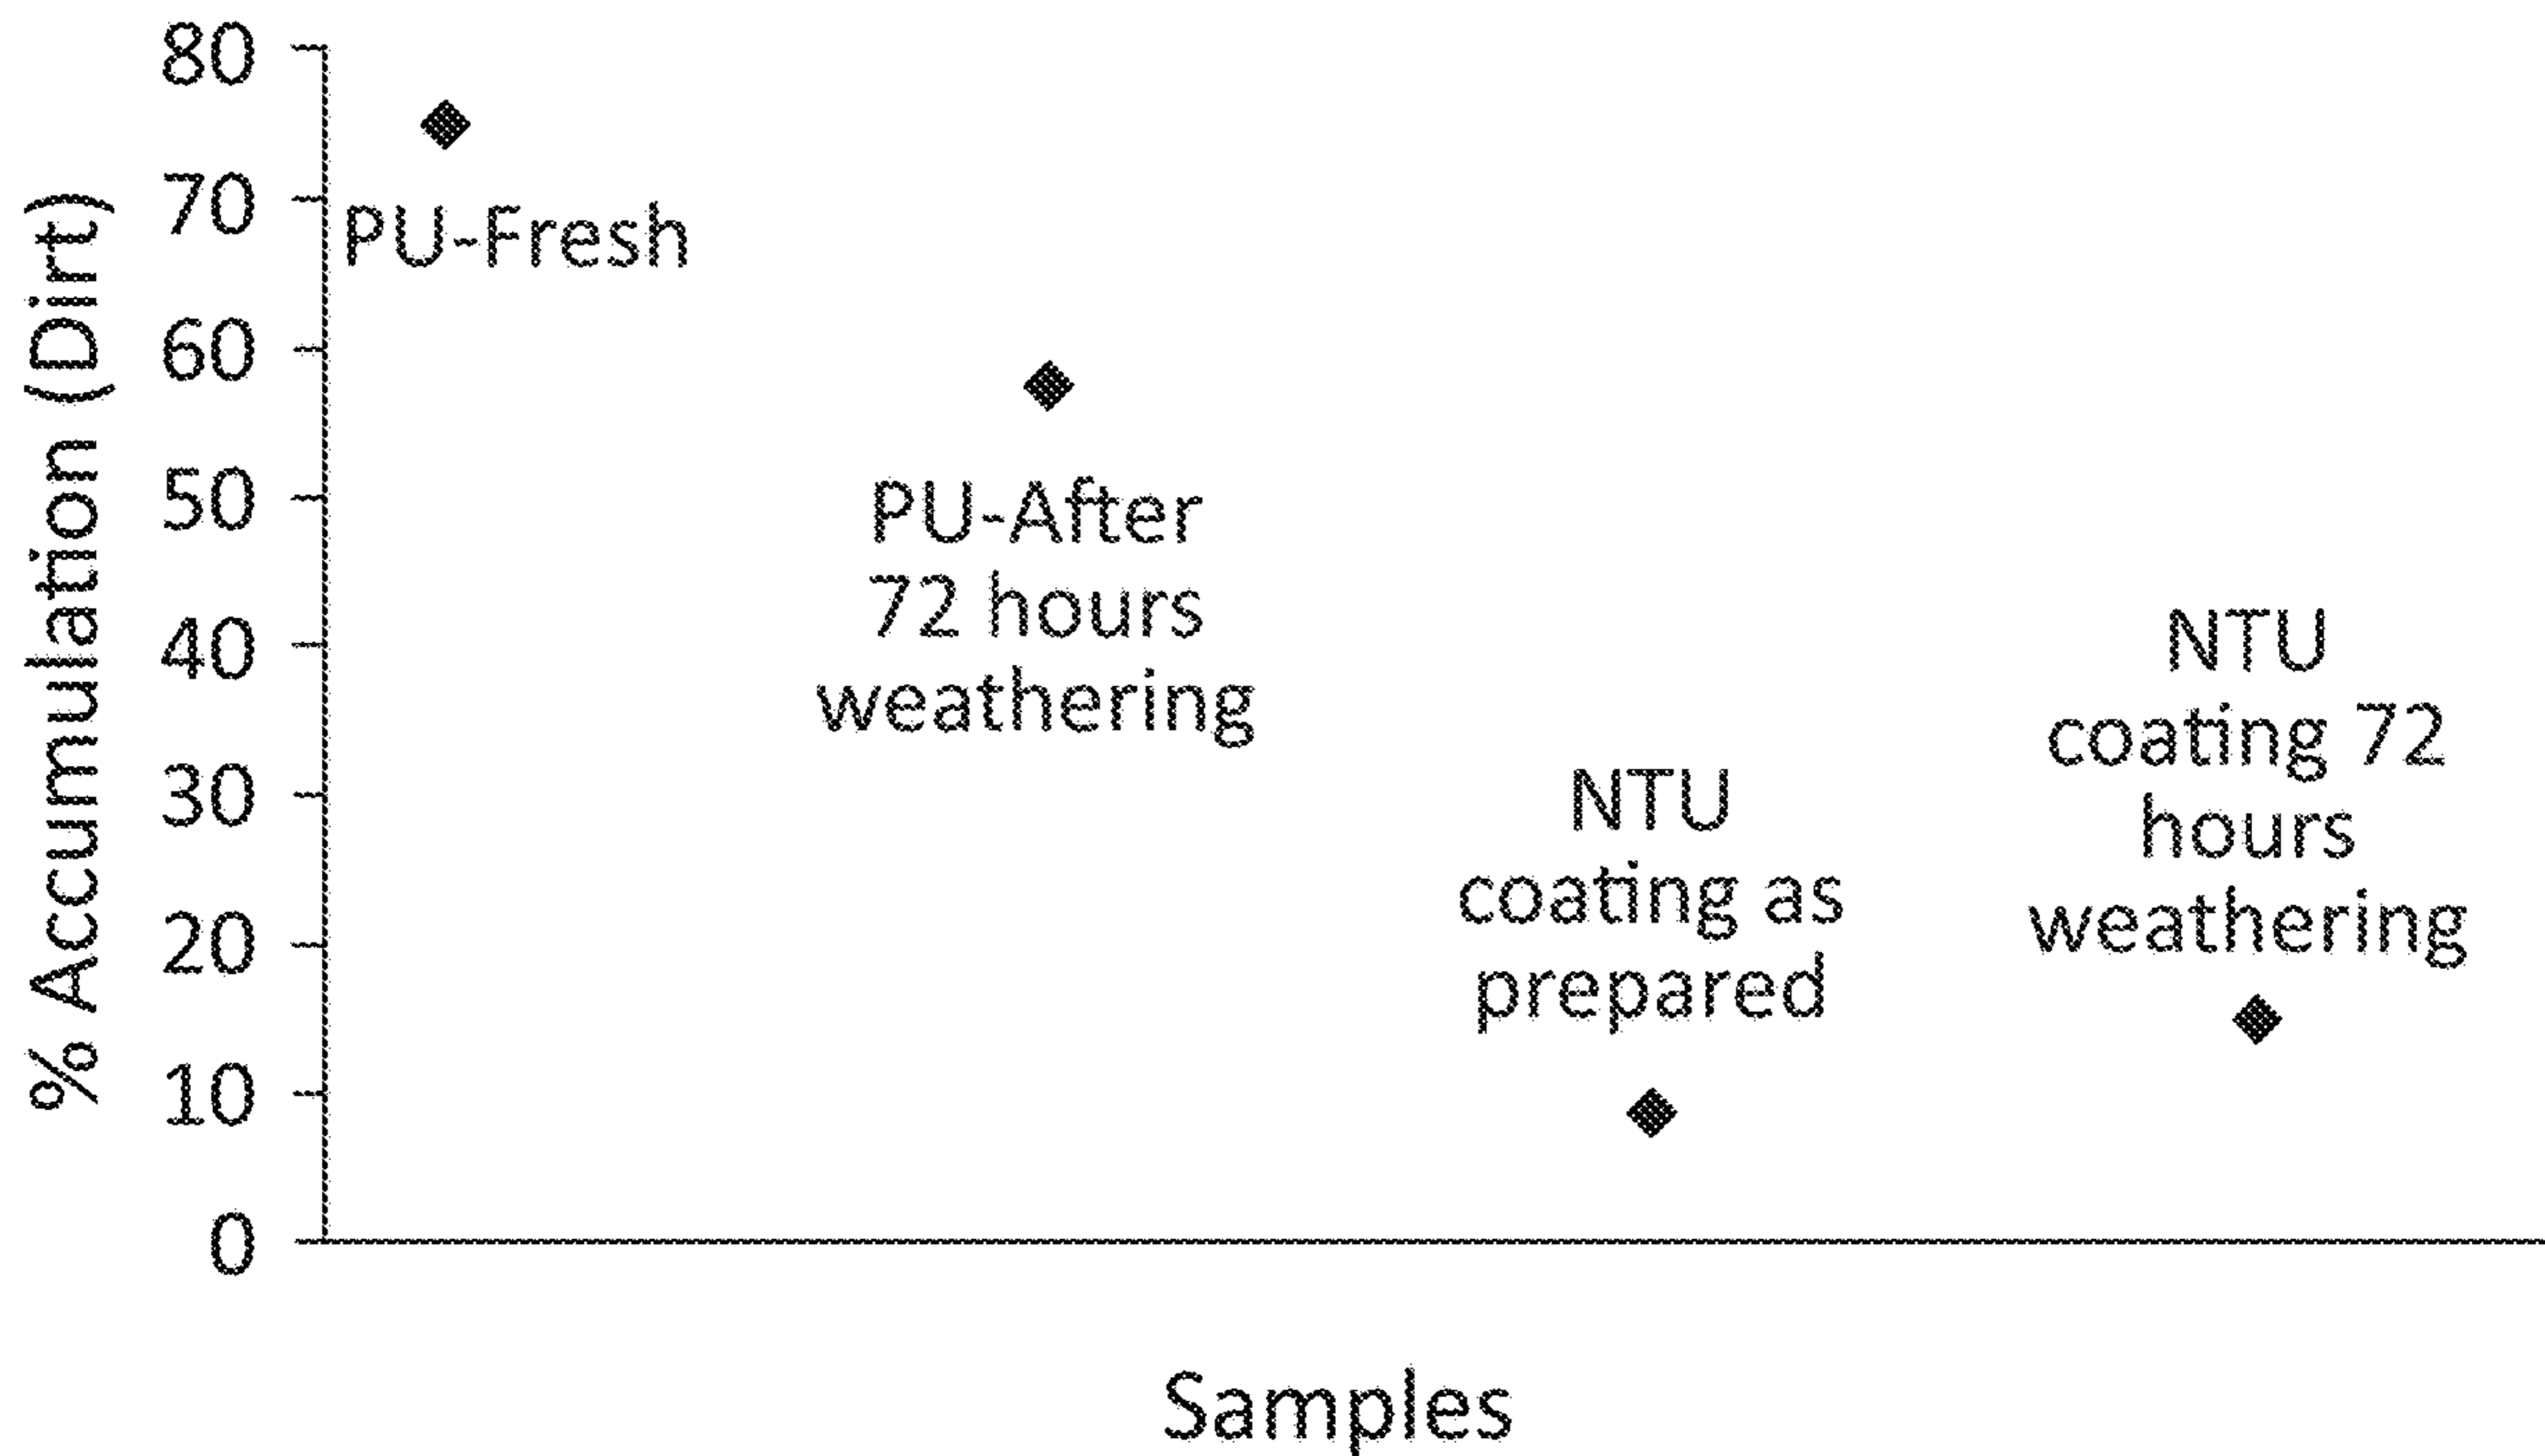 % Accumulation (Dirt)
80
70
60
50
40
30
20
10
0
PU-Fresh
PU-After
72 hours
weathering
NTU
coating as
prepared
NTU
coating 72
hours
weathering
Samples